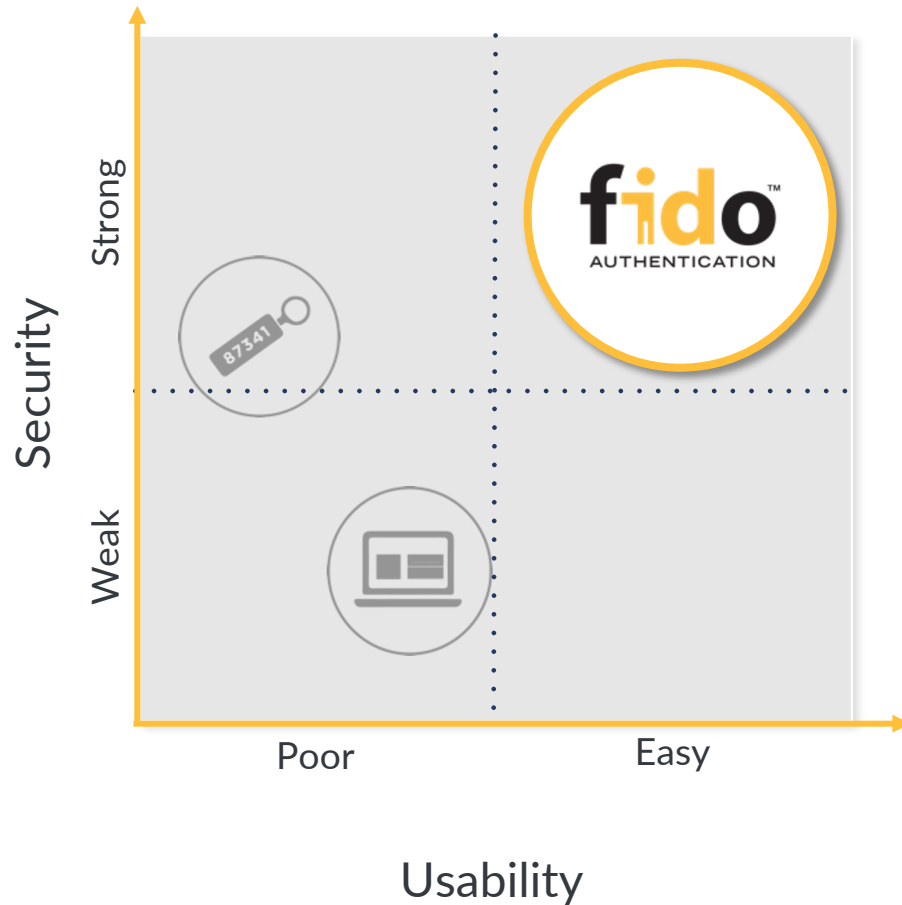 Security
Strong
Weak
87341
fido™
AUTHENTICATION
Poor
Easy
Usability